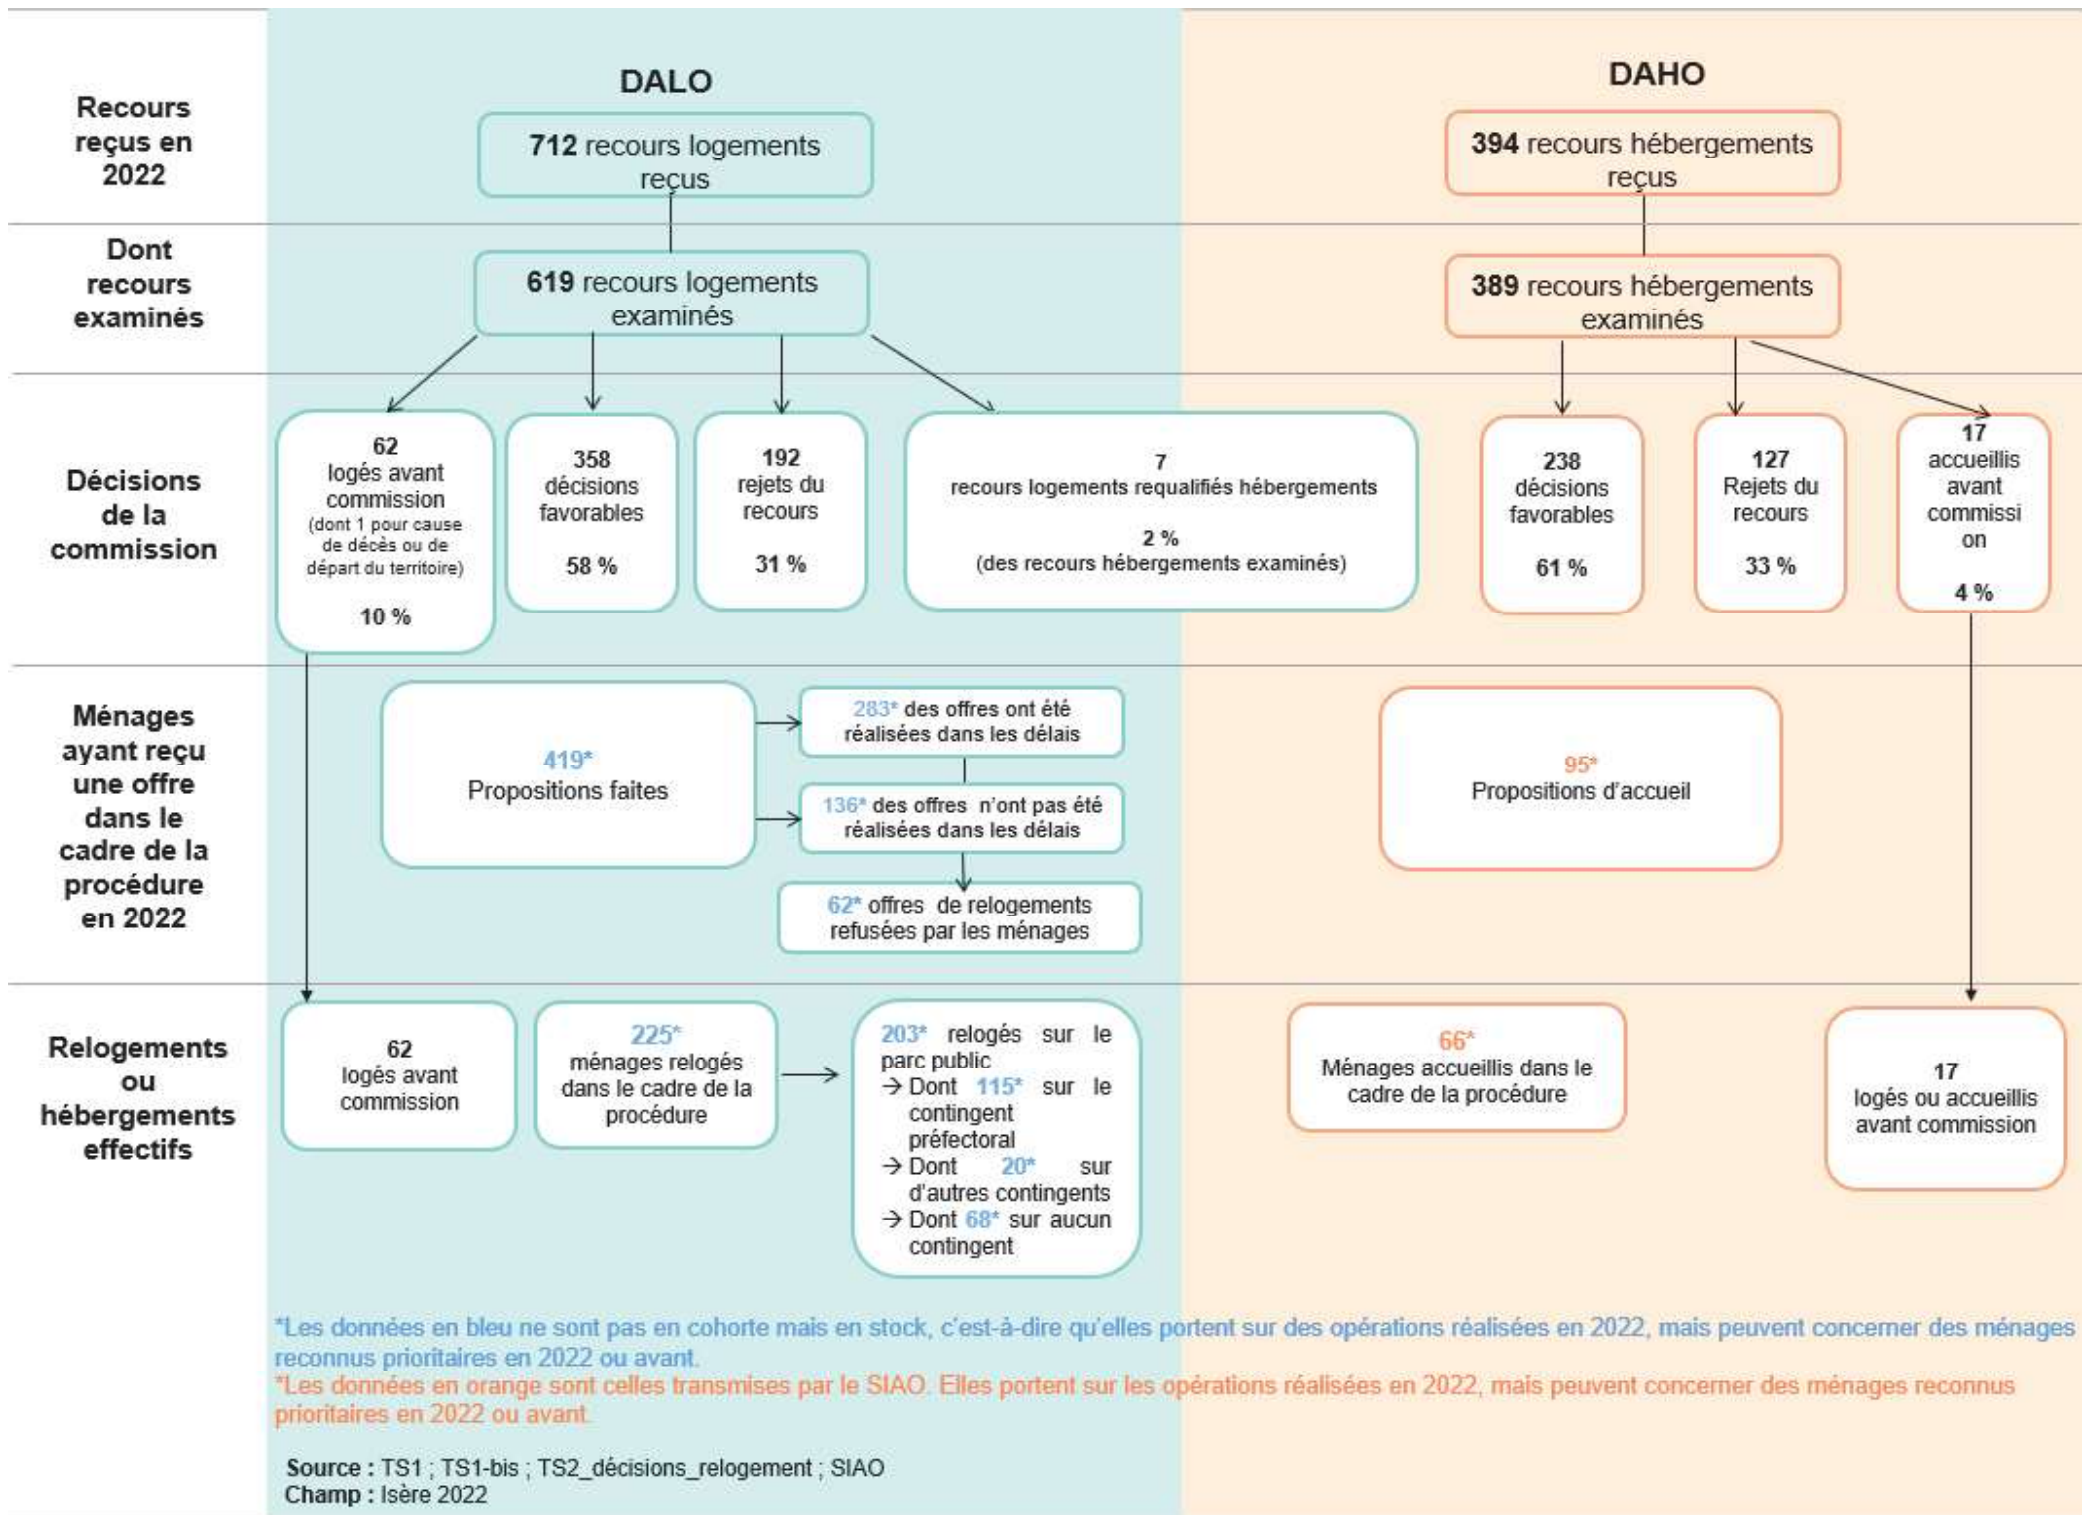 DALO
DAHO
Recours
reçus en
2022
712 recours logements
reçus
394 recours hébergements
reçus
Dont
recours
examinés
619 recours logements
examinés
389 recours hébergements
examinés
Décisions
de la
commission
62
logés avant
commission
(dont 1 pour cause
de décès ou de
départ du territoire)
10 %
358
décisions
favorables
58 %
192
rejets du
recours
31 %
7
recours logements requalifiés hébergements
2 %
(des recours hébergements examinés)
238
décisions
favorables
61 %
127
Rejets du
recours
33 %
17
accueillis
avant
commissi
on
4 %
Ménages
ayant reçu
une offre
dans le
cadre de la
procédure
en 2022
419*
Propositions faites
283* des offres ont été
réalisées dans les délais
136* des offres n'ont pas été
réalisées dans les délais
62* offres de relogements
refusées par les ménages
95*
Propositions d'accueil
Relogements
ou
hébergements
effectifs
62
logés avant
commission
225*
ménages relogés
dans le cadre de la
procédure
203* relogés sur le
parc public
→ Dont 115* sur le
contingent
préfectoral
→ Dont 20* sur
d'autres contingents
→ Dont 68* sur aucun
contingent
66*
Ménages accueillis dans le
cadre de la procédure
17
logés ou accueillis
avant commission
*Les données en bleu ne sont pas en cohorte mais en stock, c'est-à-dire qu'elles portent sur des opérations réalisées en 2022, mais peuvent concerner des ménages
reconnus prioritaires en 2022 ou avant.
*Les données en orange sont celles transmises par le SIAO. Elles portent sur les opérations réalisées en 2022, mais peuvent concerner des ménages reconnus
prioritaires en 2022 ou avant.
Source : TS1 ; TS1-bis ; TS2_décisions_relogement ; SIAO
Champ : Isère 2022